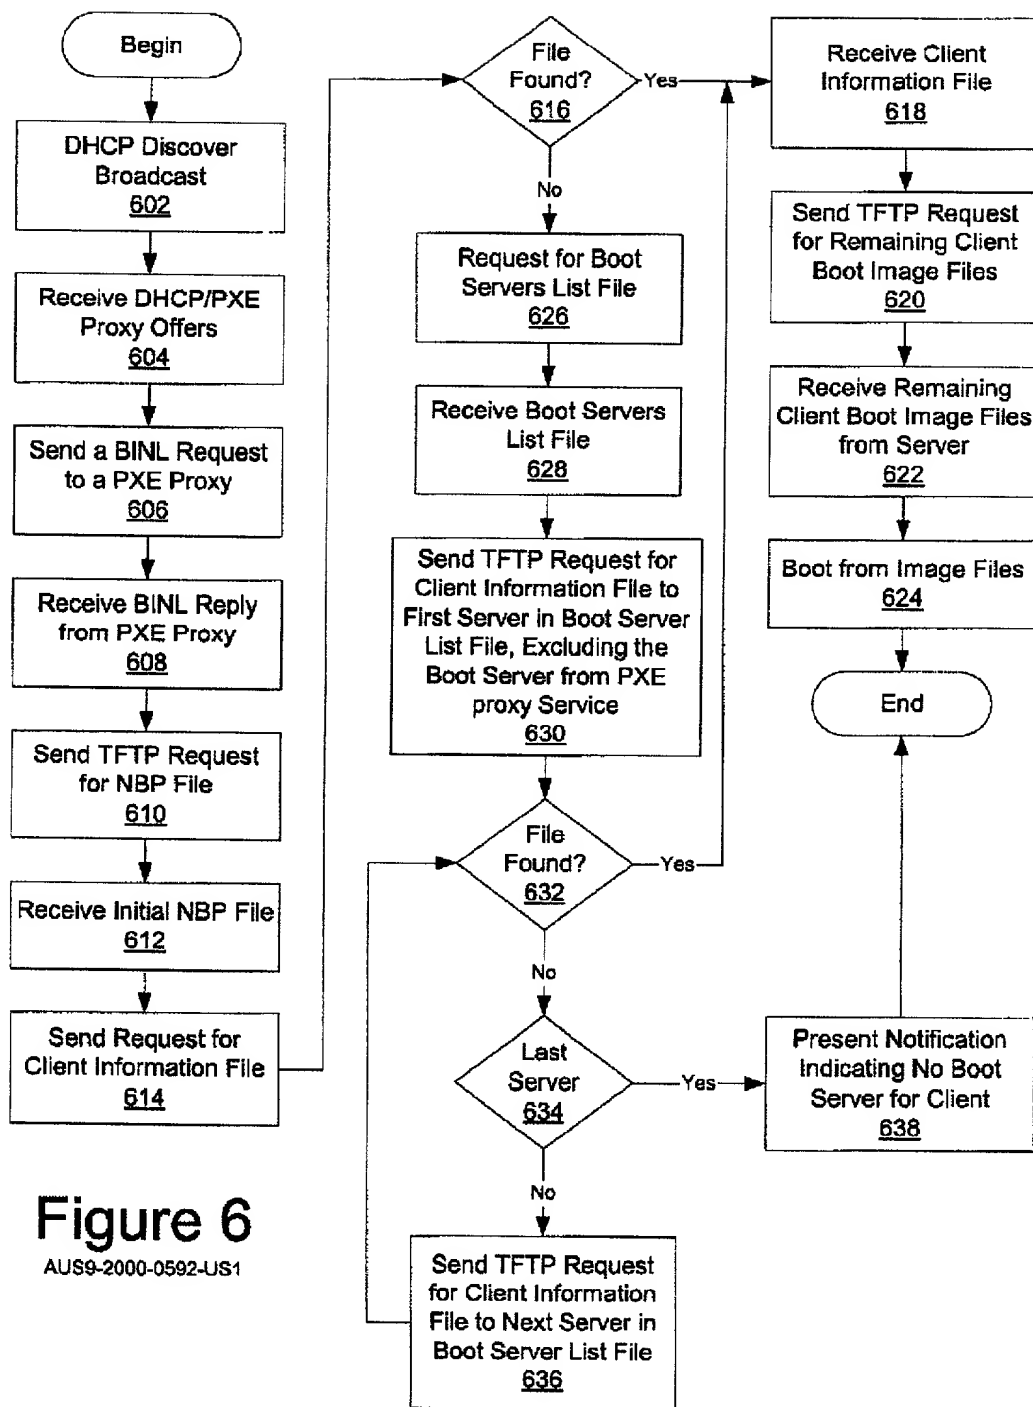 Begin
DHCP Discover
Broadcast
602
Receive DHCP/PXE
Proxy Offers
604
Send a BINL Request
to a PXE Proxy
606
Receive BINL Reply
from PXE Proxy
608
Send TFTP Request
for NBP File
610
Receive Initial NBP File
612
Send Request for
Client Information File
614
File
Found?
616
Yes
No
Request for Boot
Servers List File
626
Receive Boot Servers
List File
628
Send TFTP Request for
Client Information File to
First Server in Boot Server
List File, Excluding the
Boot Server from PXE
proxy Service
630
File
Found?
632
Yes
No
Last
Server
634
Yes
No
Send TFTP Request
for Client Information
File to Next Server in
Boot Server List File
636
Receive Client
Information File
618
Send TFTP Request
for Remaining Client
Boot Image Files
620
Receive Remaining
Client Boot Image Files
from Server
622
Boot from Image Files
624
End
Present Notification
Indicating No Boot
Server for Client
638
Figure 6
AUS9-2000-0592-US1